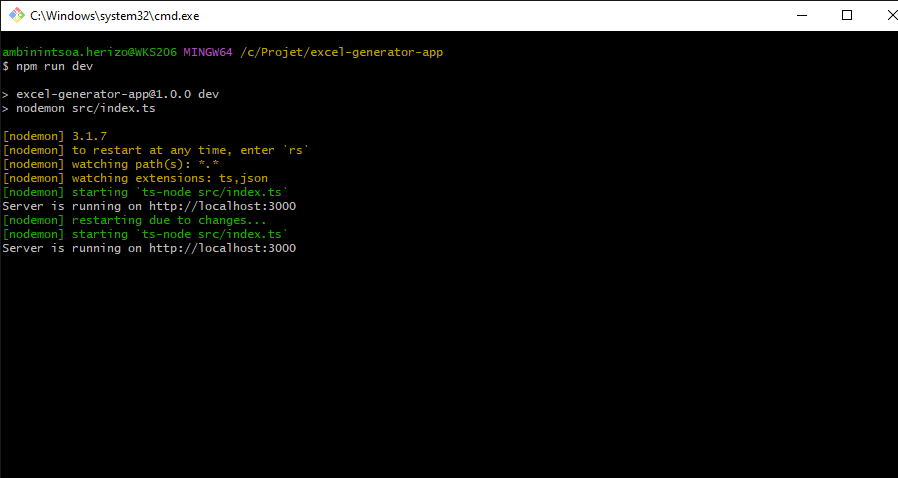 C:\Windows\system32\cmd.exe
ambinintsoa.herizo@WKS206 MINGW64 /c/Projet/excel-generator-app
$ npm run dev
> excel-generator-app@1.0.0 dev
> nodemon src/index.ts
[nodemon] 3.1.7
[nodemon] to restart at any time, enter `rs`
[nodemon] watching path(s): *.*
[nodemon] watching extensions: ts,json
[nodemon] starting `ts-node src/index.ts`
Server is running on http://localhost:3000
[nodemon] restarting due to changes...
[nodemon] starting `ts-node src/index.ts`
Server is running on http://localhost:3000